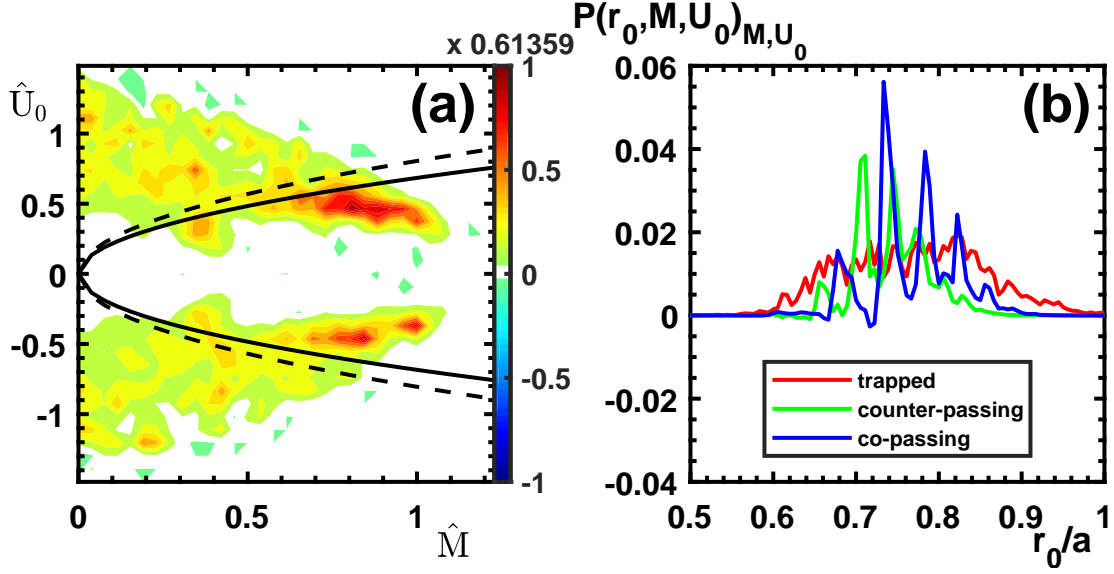 x 0.61359
P(r0,M,U0)M,U0
(a)
Û0
1
0.5
0
-0.5
-1
0
0.5
1
M̂
1
0.5
0
-0.5
-1
(b)
0.06
0.04
0.02
0
-0.02
-0.04
trapped
counter-passing
co-passing
0.5
0.6
0.7
0.8
0.9
1
r0/a